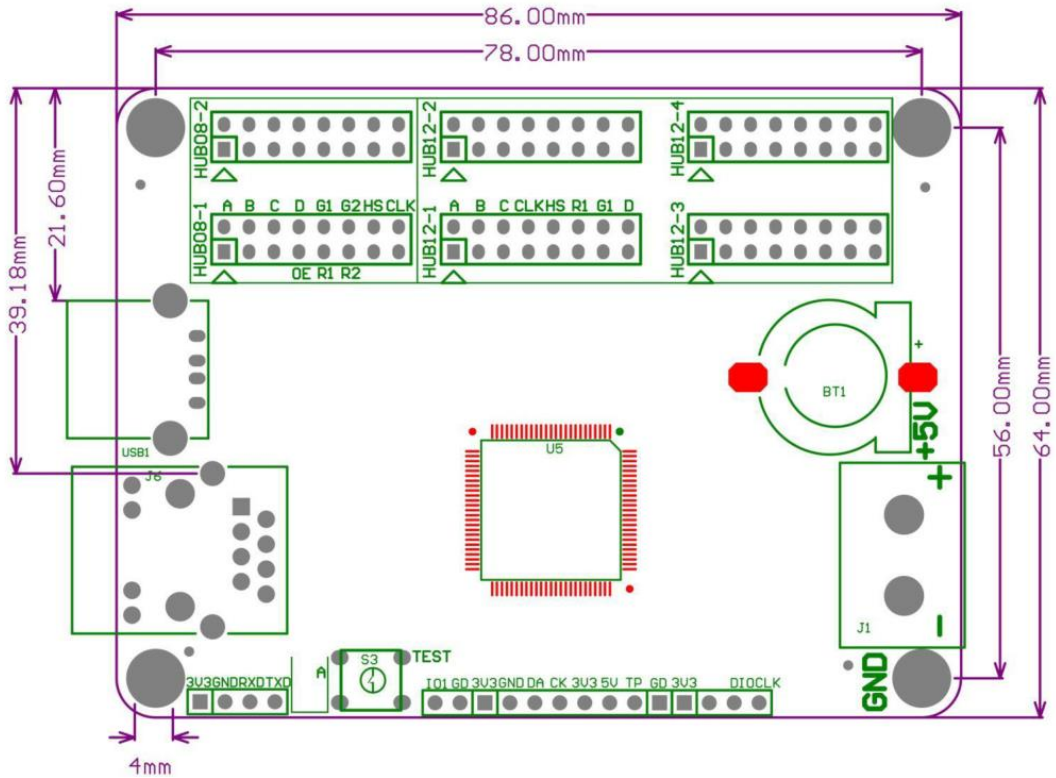 86.00mm
78.00mm
HUB08-2
HUB12-2
HUB12-4
21.60mm
39.18mm
A B C D G1 G2 HS CLK
A B C CLK HS R1 G1 D
HUB08-1
HUB12-1
HUB12-3
OE R1 R2
+
BT1
+5V
56.00mm
64.00mm
USB1
U5
J6
+
J1
-
GND
S3
TEST
A
3V3 GND RXD TXD
IO1 GD 3V3 GND DA CK 3V3 5V TP GD 3V3 DIO CLK
4mm